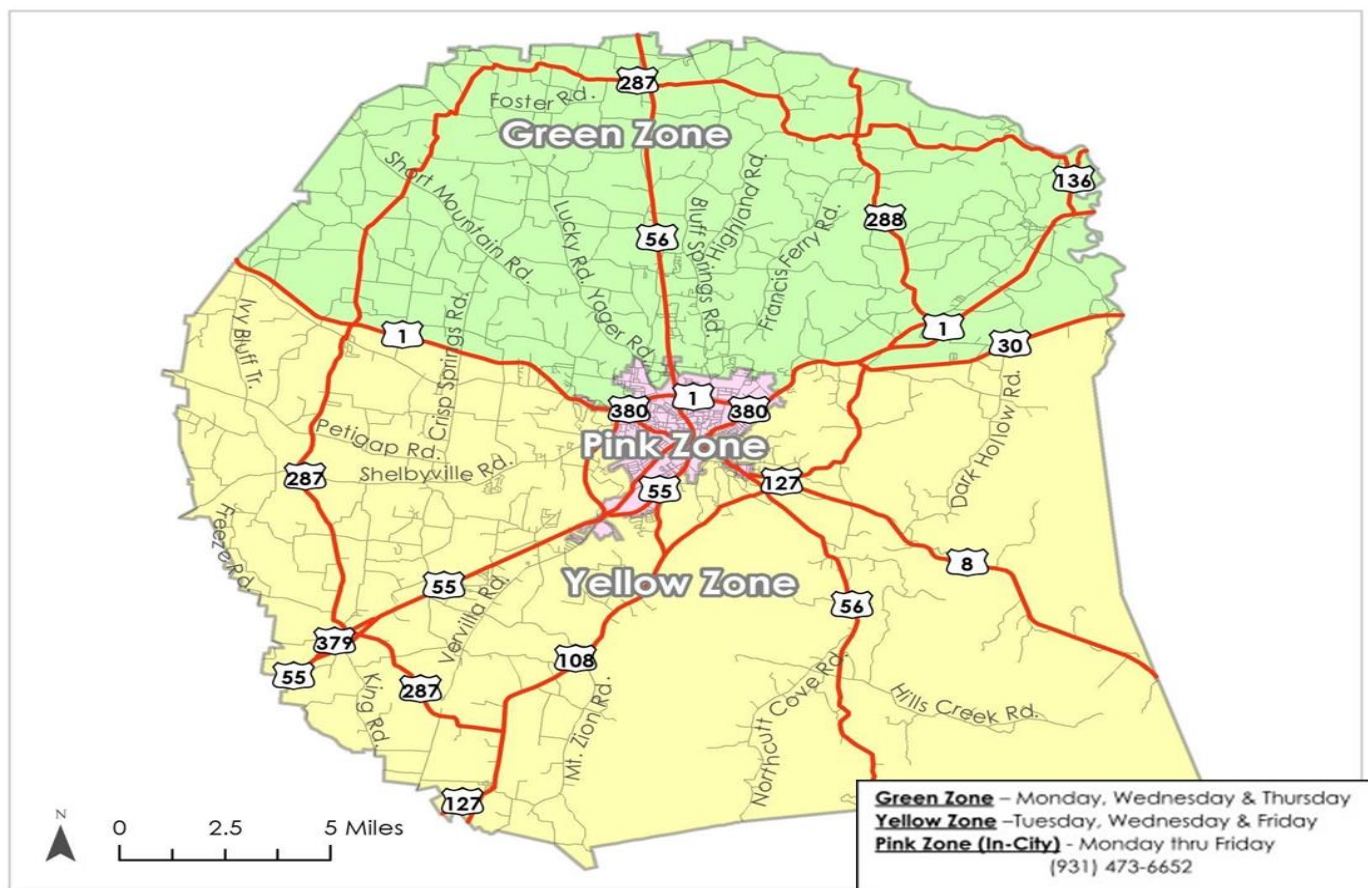 287
Foster Rd.
Green Zone
136
Short Mountain Rd.
Lucky Rd.
Yager Rd.
56
Bluff Springs Rd.
Highland Rd.
Francis Ferry Rd.
288
Ivy Bluff Tr.
1
Crisp Springs Rd.
1
30
380
1
380
Dark Hollow Rd.
Petigap Rd.
Pink Zone
Shelbyville Rd.
287
55
127
Freeze Rd.
8
55
Yellow Zone
Vervilla Rd.
56
379
55
108
287
King Rd.
Mt. Zion Rd.
Northcutt Cove Rd.
Hills Creek Rd.
127
N
0 2.5 5 Miles
Green Zone – Monday, Wednesday & Thursday
Yellow Zone –Tuesday, Wednesday & Friday
Pink Zone (In-City) - Monday thru Friday
(931) 473-6652